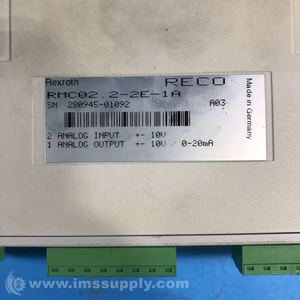 Rexroth RECO
RMC02.2-2E-1A
SN: 280945-01092 A03
Made in Germany
2 ANALOG INPUT +- 10V
1 ANALOG OUTPUT +- 10V / 0-20mA
© www.imssupply.com